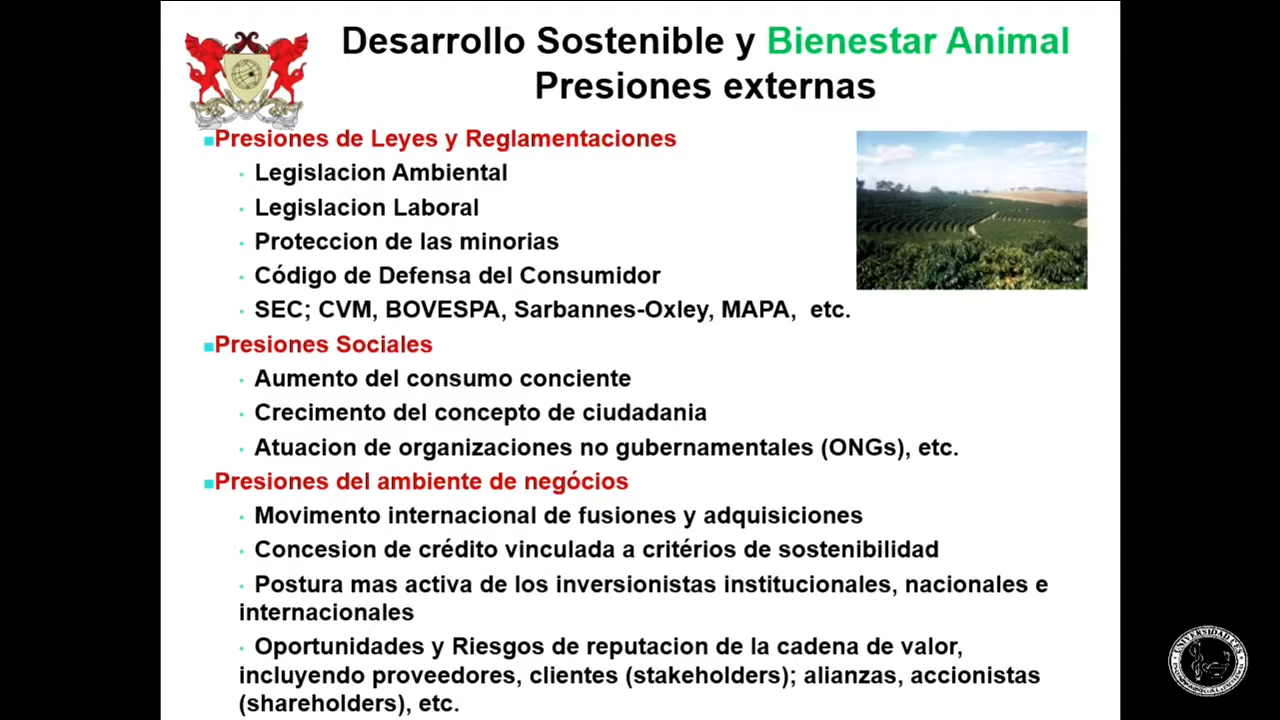 Desarrollo Sostenible y Bienestar Animal
Presiones externas
Presiones de Leyes y Reglamentaciones
Legislacion Ambiental
Legislacion Laboral
Proteccion de las minorias
Código de Defensa del Consumidor
SEC; CVM, BOVESPA, Sarbannes-Oxley, MAPA, etc.
Presiones Sociales
Aumento del consumo conciente
Crecimento del concepto de ciudadania
Atuacion de organizaciones no gubernamentales (ONGs), etc.
Presiones del ambiente de negócios
Movimento internacional de fusiones y adquisiciones
Concesion de crédito vinculada a critérios de sostenibilidad
Postura mas activa de los inversionistas institucionales, nacionales e
internacionales
Oportunidades y Riesgos de reputacion de la cadena de valor,
incluyendo proveedores, clientes (stakeholders); alianzas, accionistas
(shareholders), etc.
UNIVERSIDAD CES